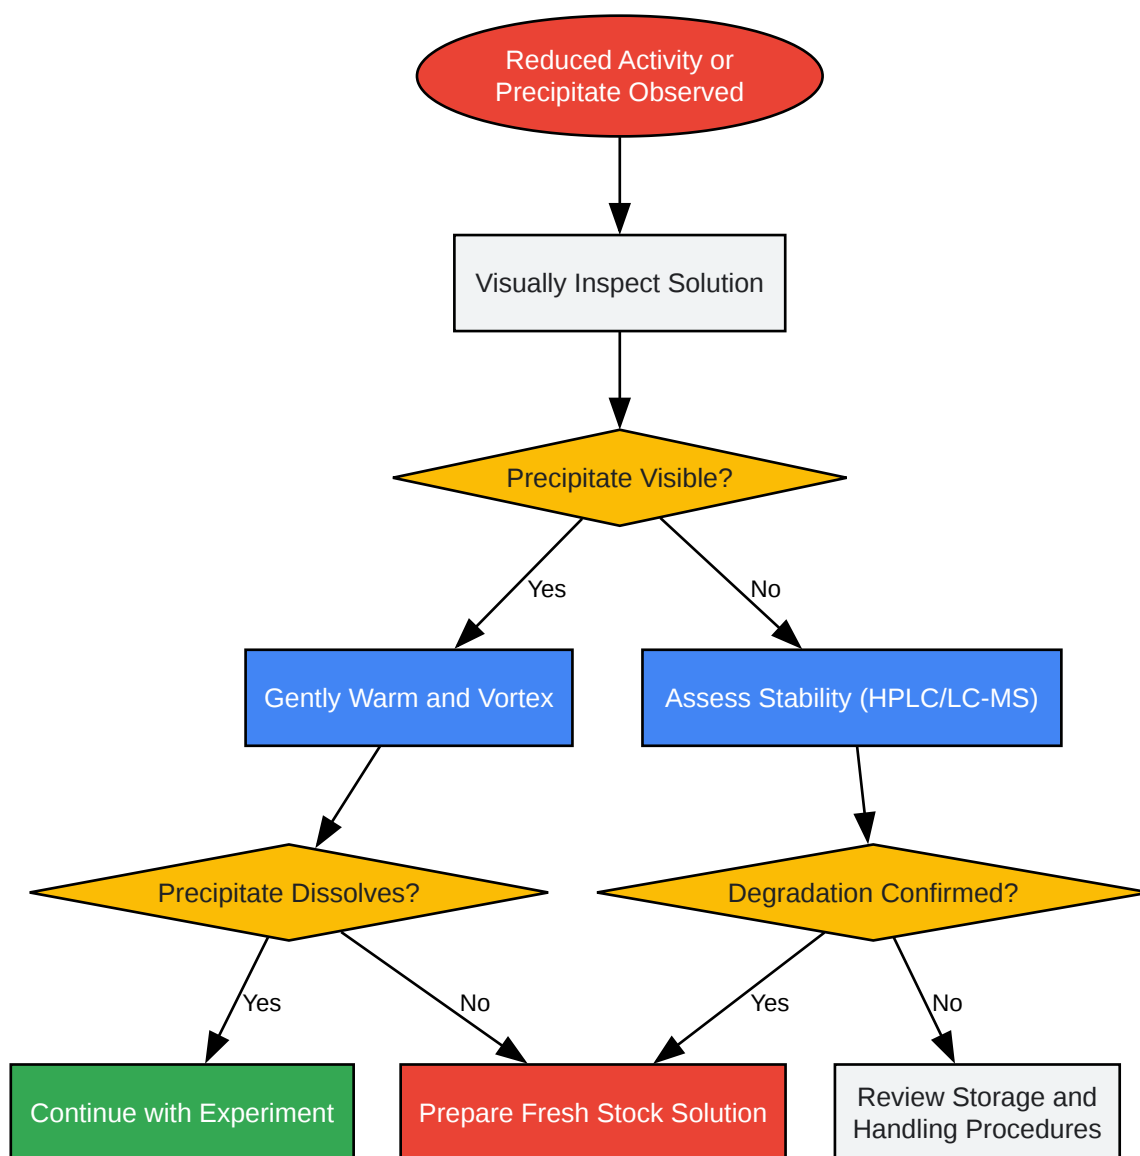 Reduced Activity or
Precipitate Observed
Visually Inspect Solution
Precipitate Visible?
Yes
No
Gently Warm and Vortex
Assess Stability (HPLC/LC-MS)
Precipitate Dissolves?
Degradation Confirmed?
Yes
No
Yes
No
Continue with Experiment
Prepare Fresh Stock Solution
Review Storage and
Handling Procedures